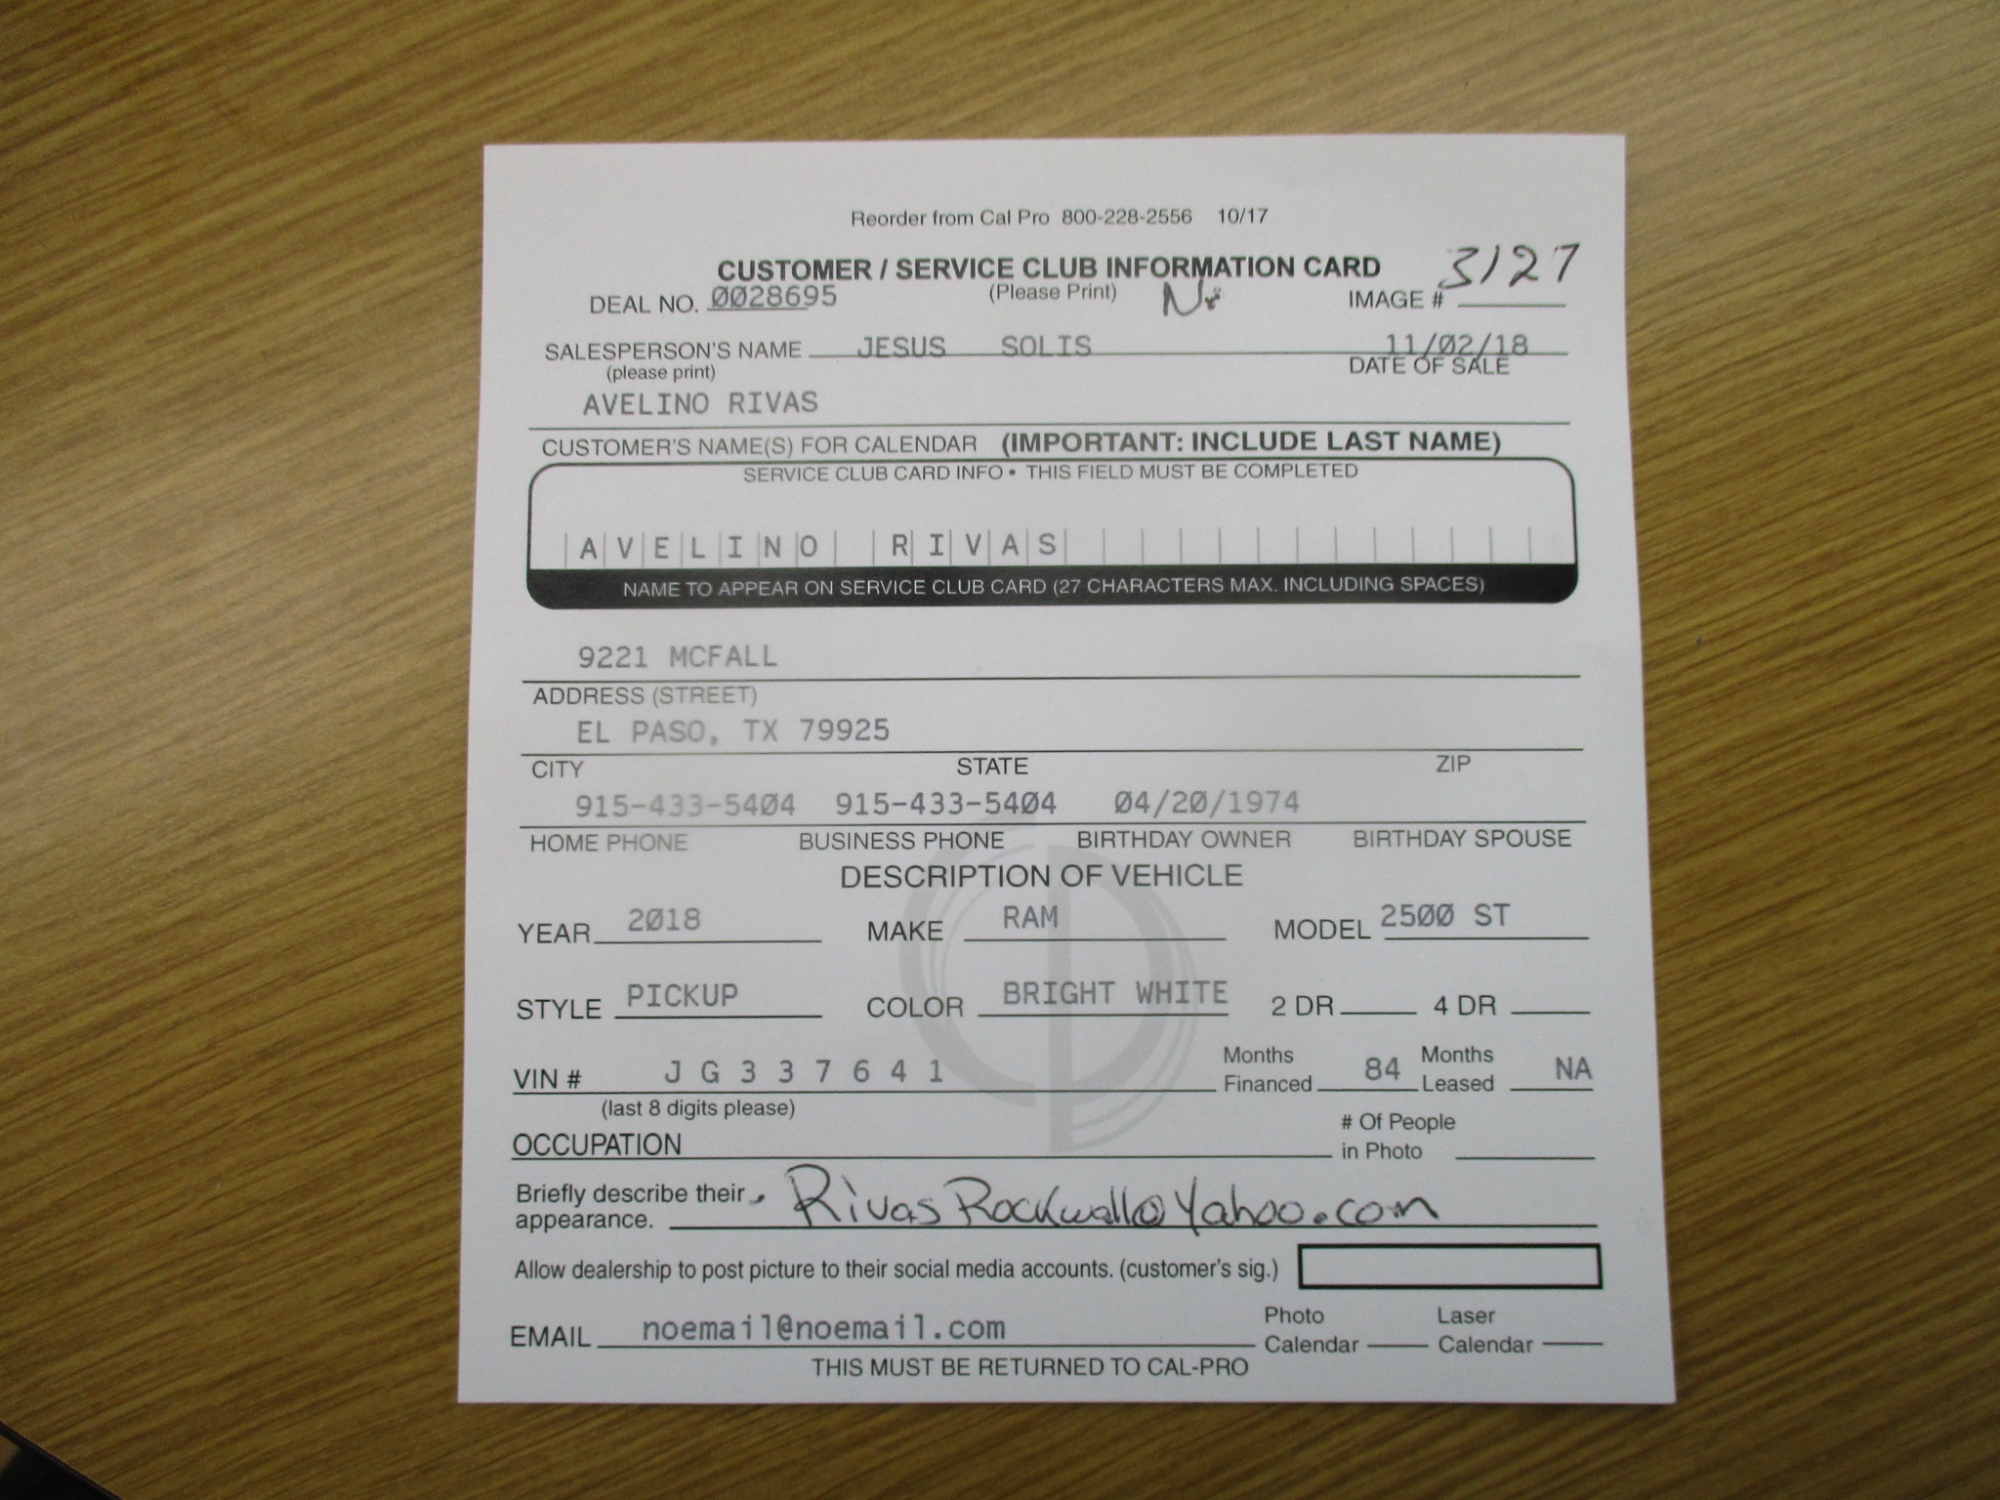 Reorder from Cal Pro 800-228-2556 10/17
CUSTOMER / SERVICE CLUB INFORMATION CARD 3127
DEAL NO. 0028695 (Please Print) IMAGE #
SALESPERSON'S NAME JESUS SOLIS 11/02/18
(please print) DATE OF SALE
AVELINO RIVAS
CUSTOMER'S NAME(S) FOR CALENDAR (IMPORTANT: INCLUDE LAST NAME)
SERVICE CLUB CARD INFO • THIS FIELD MUST BE COMPLETED
AVELINO RIVAS
NAME TO APPEAR ON SERVICE CLUB CARD (27 CHARACTERS MAX. INCLUDING SPACES)
9221 MCFALL
ADDRESS (STREET)
EL PASO, TX 79925
CITY STATE ZIP
915-433-5404 915-433-5404 04/20/1974
HOME PHONE BUSINESS PHONE BIRTHDAY OWNER BIRTHDAY SPOUSE
DESCRIPTION OF VEHICLE
YEAR 2018 MAKE RAM MODEL 2500 ST
STYLE PICKUP COLOR BRIGHT WHITE 2 DR 4 DR
VIN # JG337641 Months Financed 84 Months Leased NA
(last 8 digits please)
OCCUPATION # Of People in Photo
Briefly describe their appearance. RivasRockwall@Yahoo.com
Allow dealership to post picture to their social media accounts. (customer's sig.)
EMAIL noemail@noemail.com Photo Calendar Laser Calendar
THIS MUST BE RETURNED TO CAL-PRO